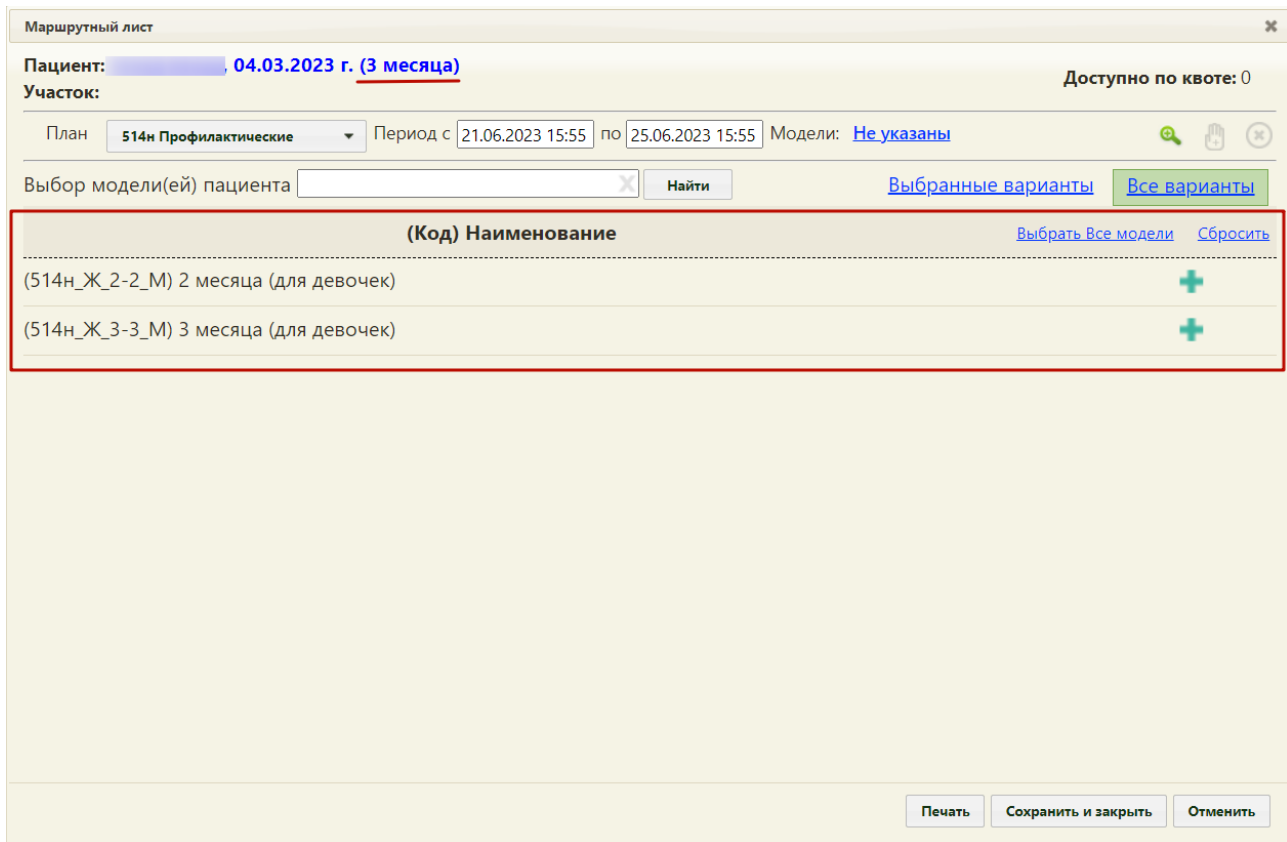 Маршрутный лист
Пациент: , 04.03.2023 г. (3 месяца)
Доступно по квоте: 0
Участок:
План 514н Профилактические Период с 21.06.2023 15:55 по 25.06.2023 15:55 Модели: Не указаны
Выбор модели(ей) пациента Найти Выбранные варианты Все варианты
(Код) Наименование Выбрать Все модели Сбросить
(514н_Ж_2-2_М) 2 месяца (для девочек)
(514н_Ж_3-3_М) 3 месяца (для девочек)
Печать Сохранить и закрыть Отменить